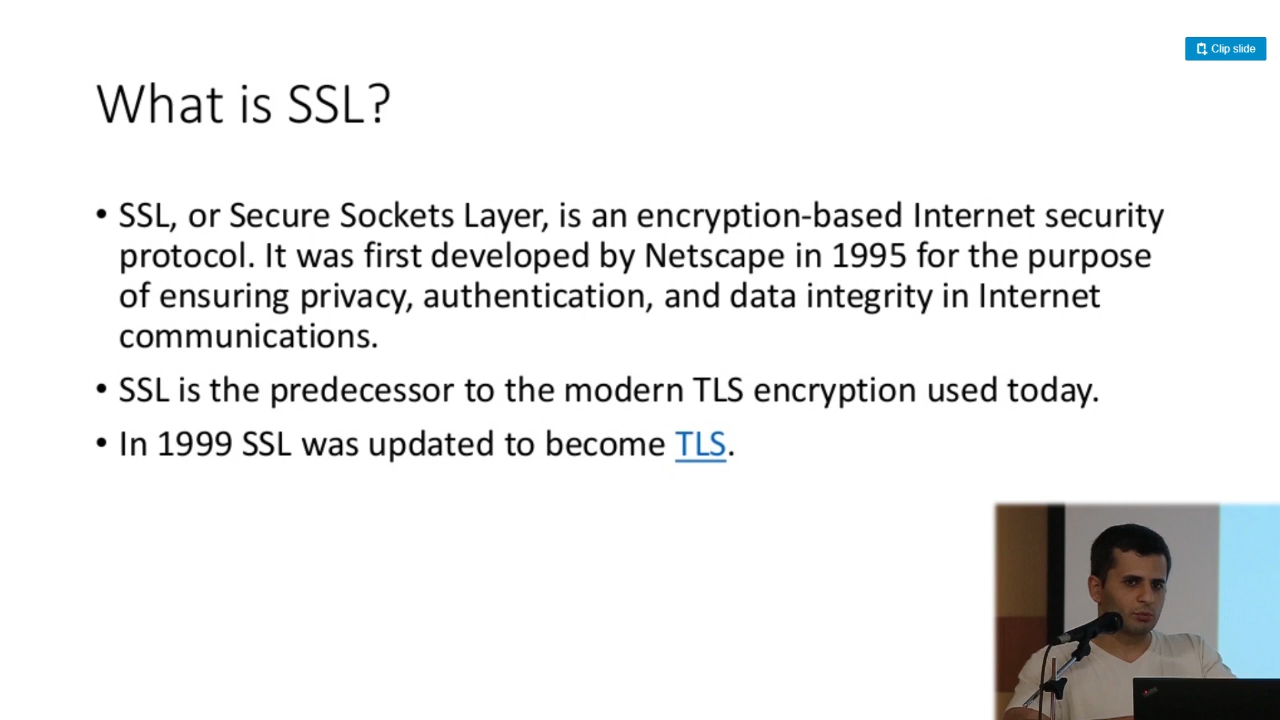 Clip slide
What is SSL?
• SSL, or Secure Sockets Layer, is an encryption-based Internet security
protocol. It was first developed by Netscape in 1995 for the purpose
of ensuring privacy, authentication, and data integrity in Internet
communications.
• SSL is the predecessor to the modern TLS encryption used today.
• In 1999 SSL was updated to become TLS.